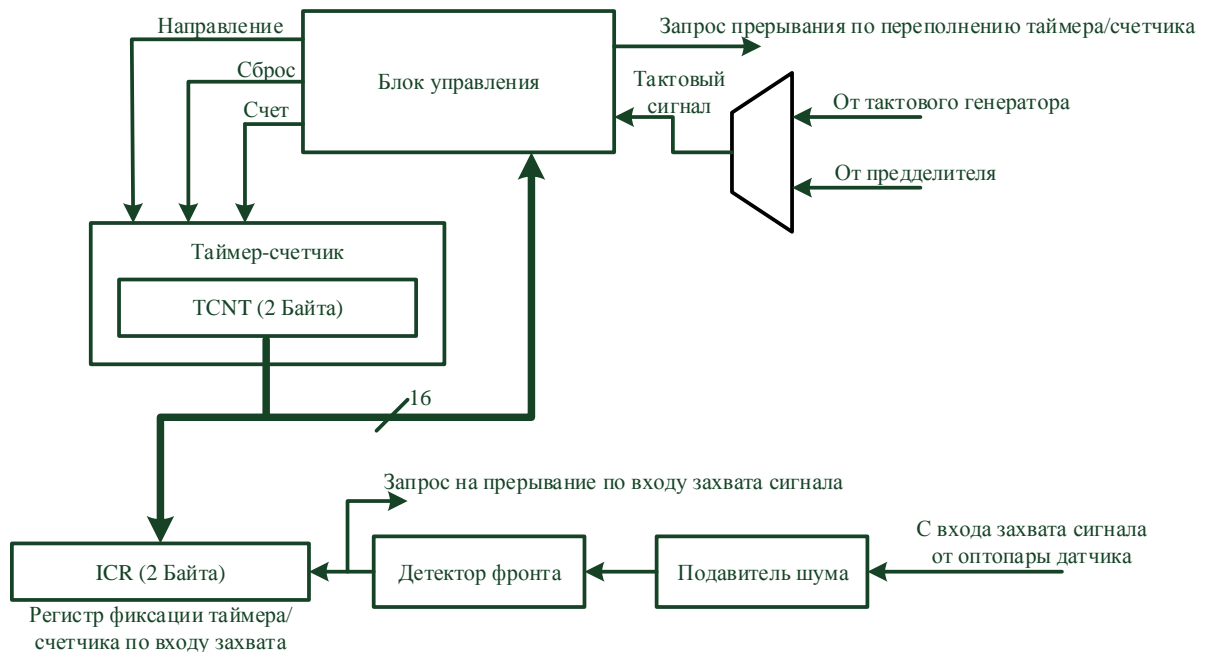 Направление
Сброс
Счет
Блок управления
Запрос прерывания по переполнению таймера/счетчика
Тактовый
сигнал
От тактового генератора
От предделителя
Таймер-счетчик
TCNT (2 Байта)
16
Запрос на прерывание по входу захвата сигнала
С входа захвата сигнала
от оптопары датчика
ICR (2 Байта)
Детектор фронта
Подавитель шума
Регистр фиксации таймера/
счетчика по входу захвата